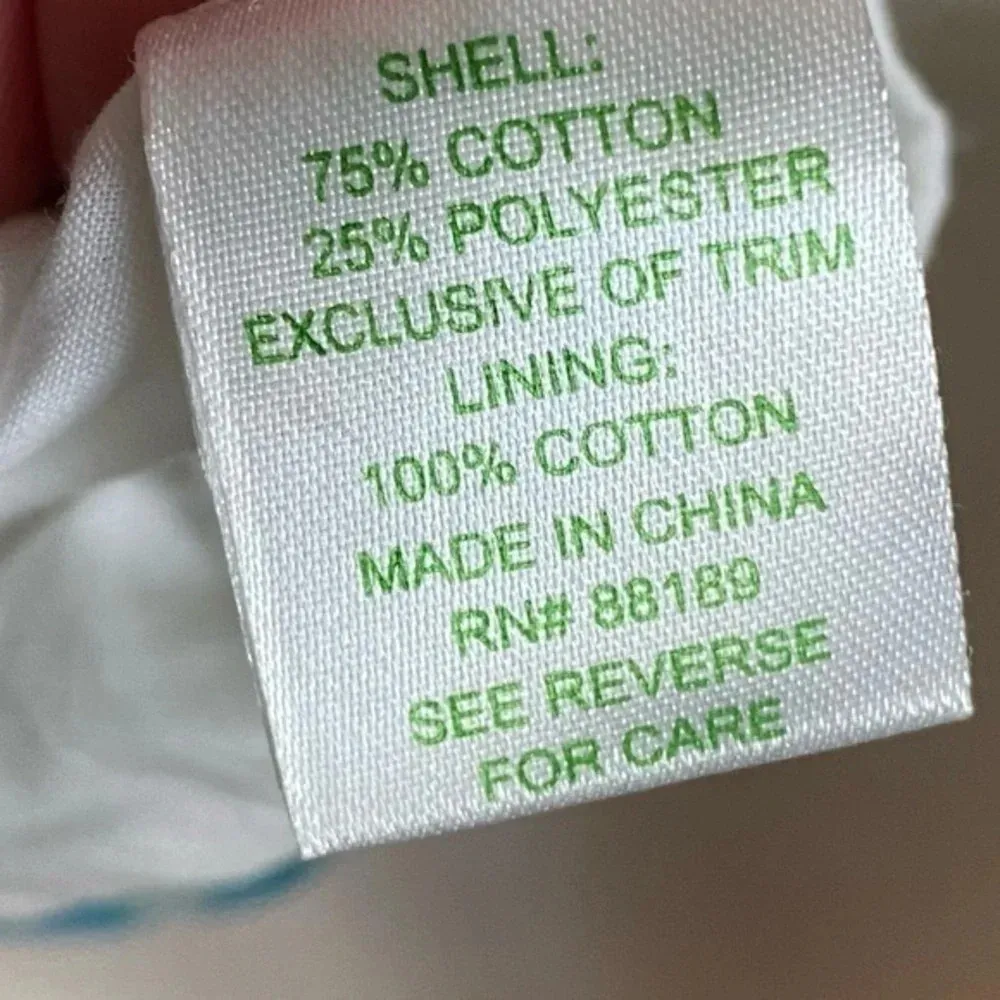 SHELL:
75% COTTON
25% POLYESTER
EXCLUSIVE OF TRIM
LINING:
100% COTTON
MADE IN CHINA
RN# 88189
SEE REVERSE
FOR CARE